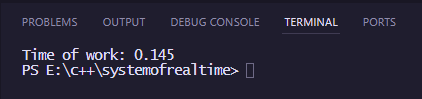 PROBLEMS OUTPUT DEBUG CONSOLE TERMINAL PORTS
Time of work: 0.145
PS E:\c++\systemofrealtime>